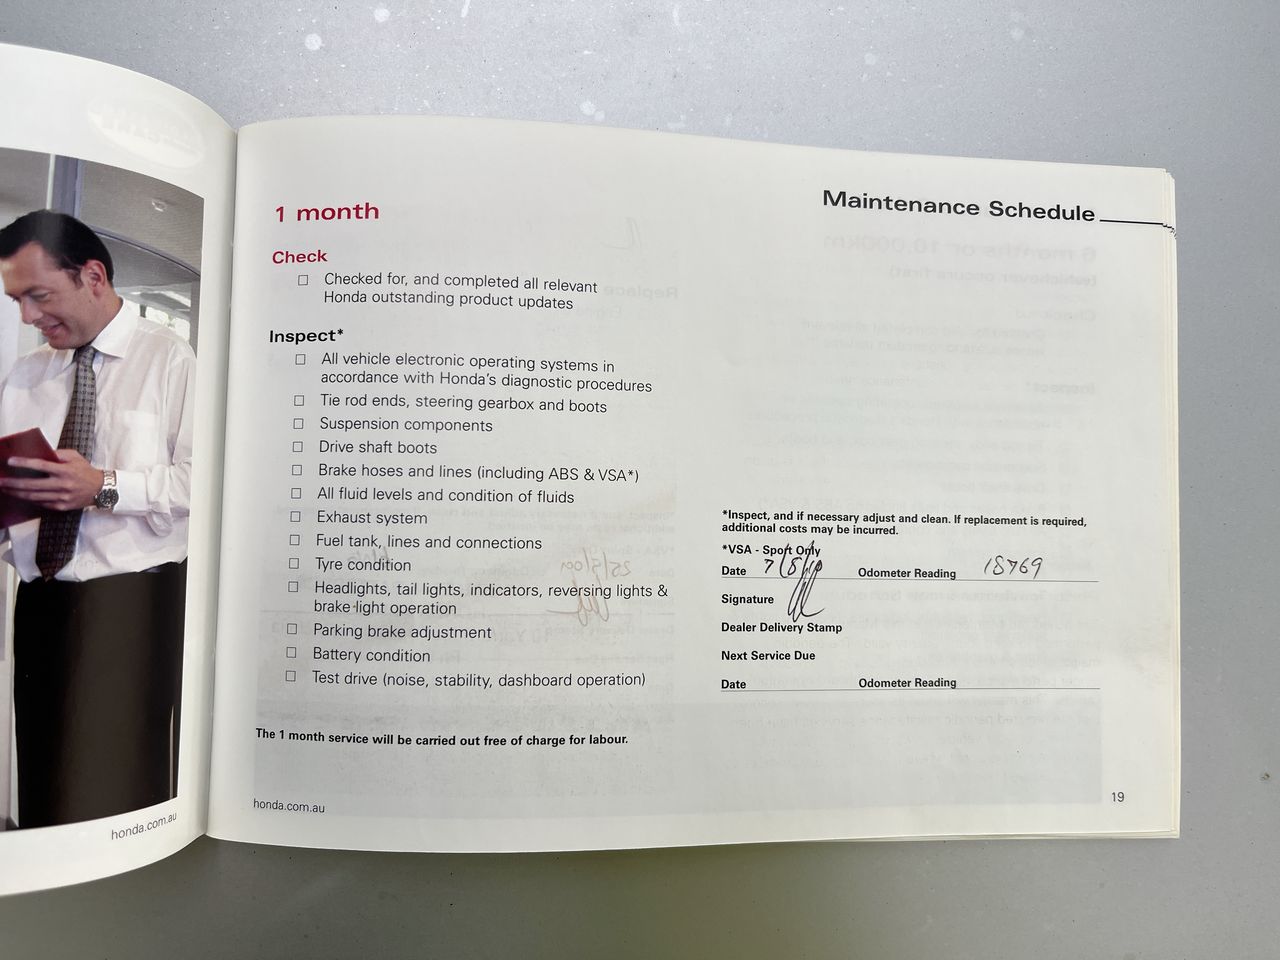 honda.com.au
1 month
Check
☐ Checked for, and completed all relevant
Honda outstanding product updates
Inspect*
☐ All vehicle electronic operating systems in
accordance with Honda's diagnostic procedures
☐ Tie rod ends, steering gearbox and boots
☐ Suspension components
☐ Drive shaft boots
☐ Brake hoses and lines (including ABS & VSA*)
☐ All fluid levels and condition of fluids
☐ Exhaust system
☐ Fuel tank, lines and connections
☐ Tyre condition
☐ Headlights, tail lights, indicators, reversing lights &
brake light operation
☐ Parking brake adjustment
☐ Battery condition
☐ Test drive (noise, stability, dashboard operation)
The 1 month service will be carried out free of charge for labour.
honda.com.au
Maintenance Schedule
*Inspect, and if necessary adjust and clean. If replacement is required,
additional costs may be incurred.
*VSA - Sport Only
Date 7/8/10 Odometer Reading 18769
Signature
Dealer Delivery Stamp
Next Service Due
Date Odometer Reading
19